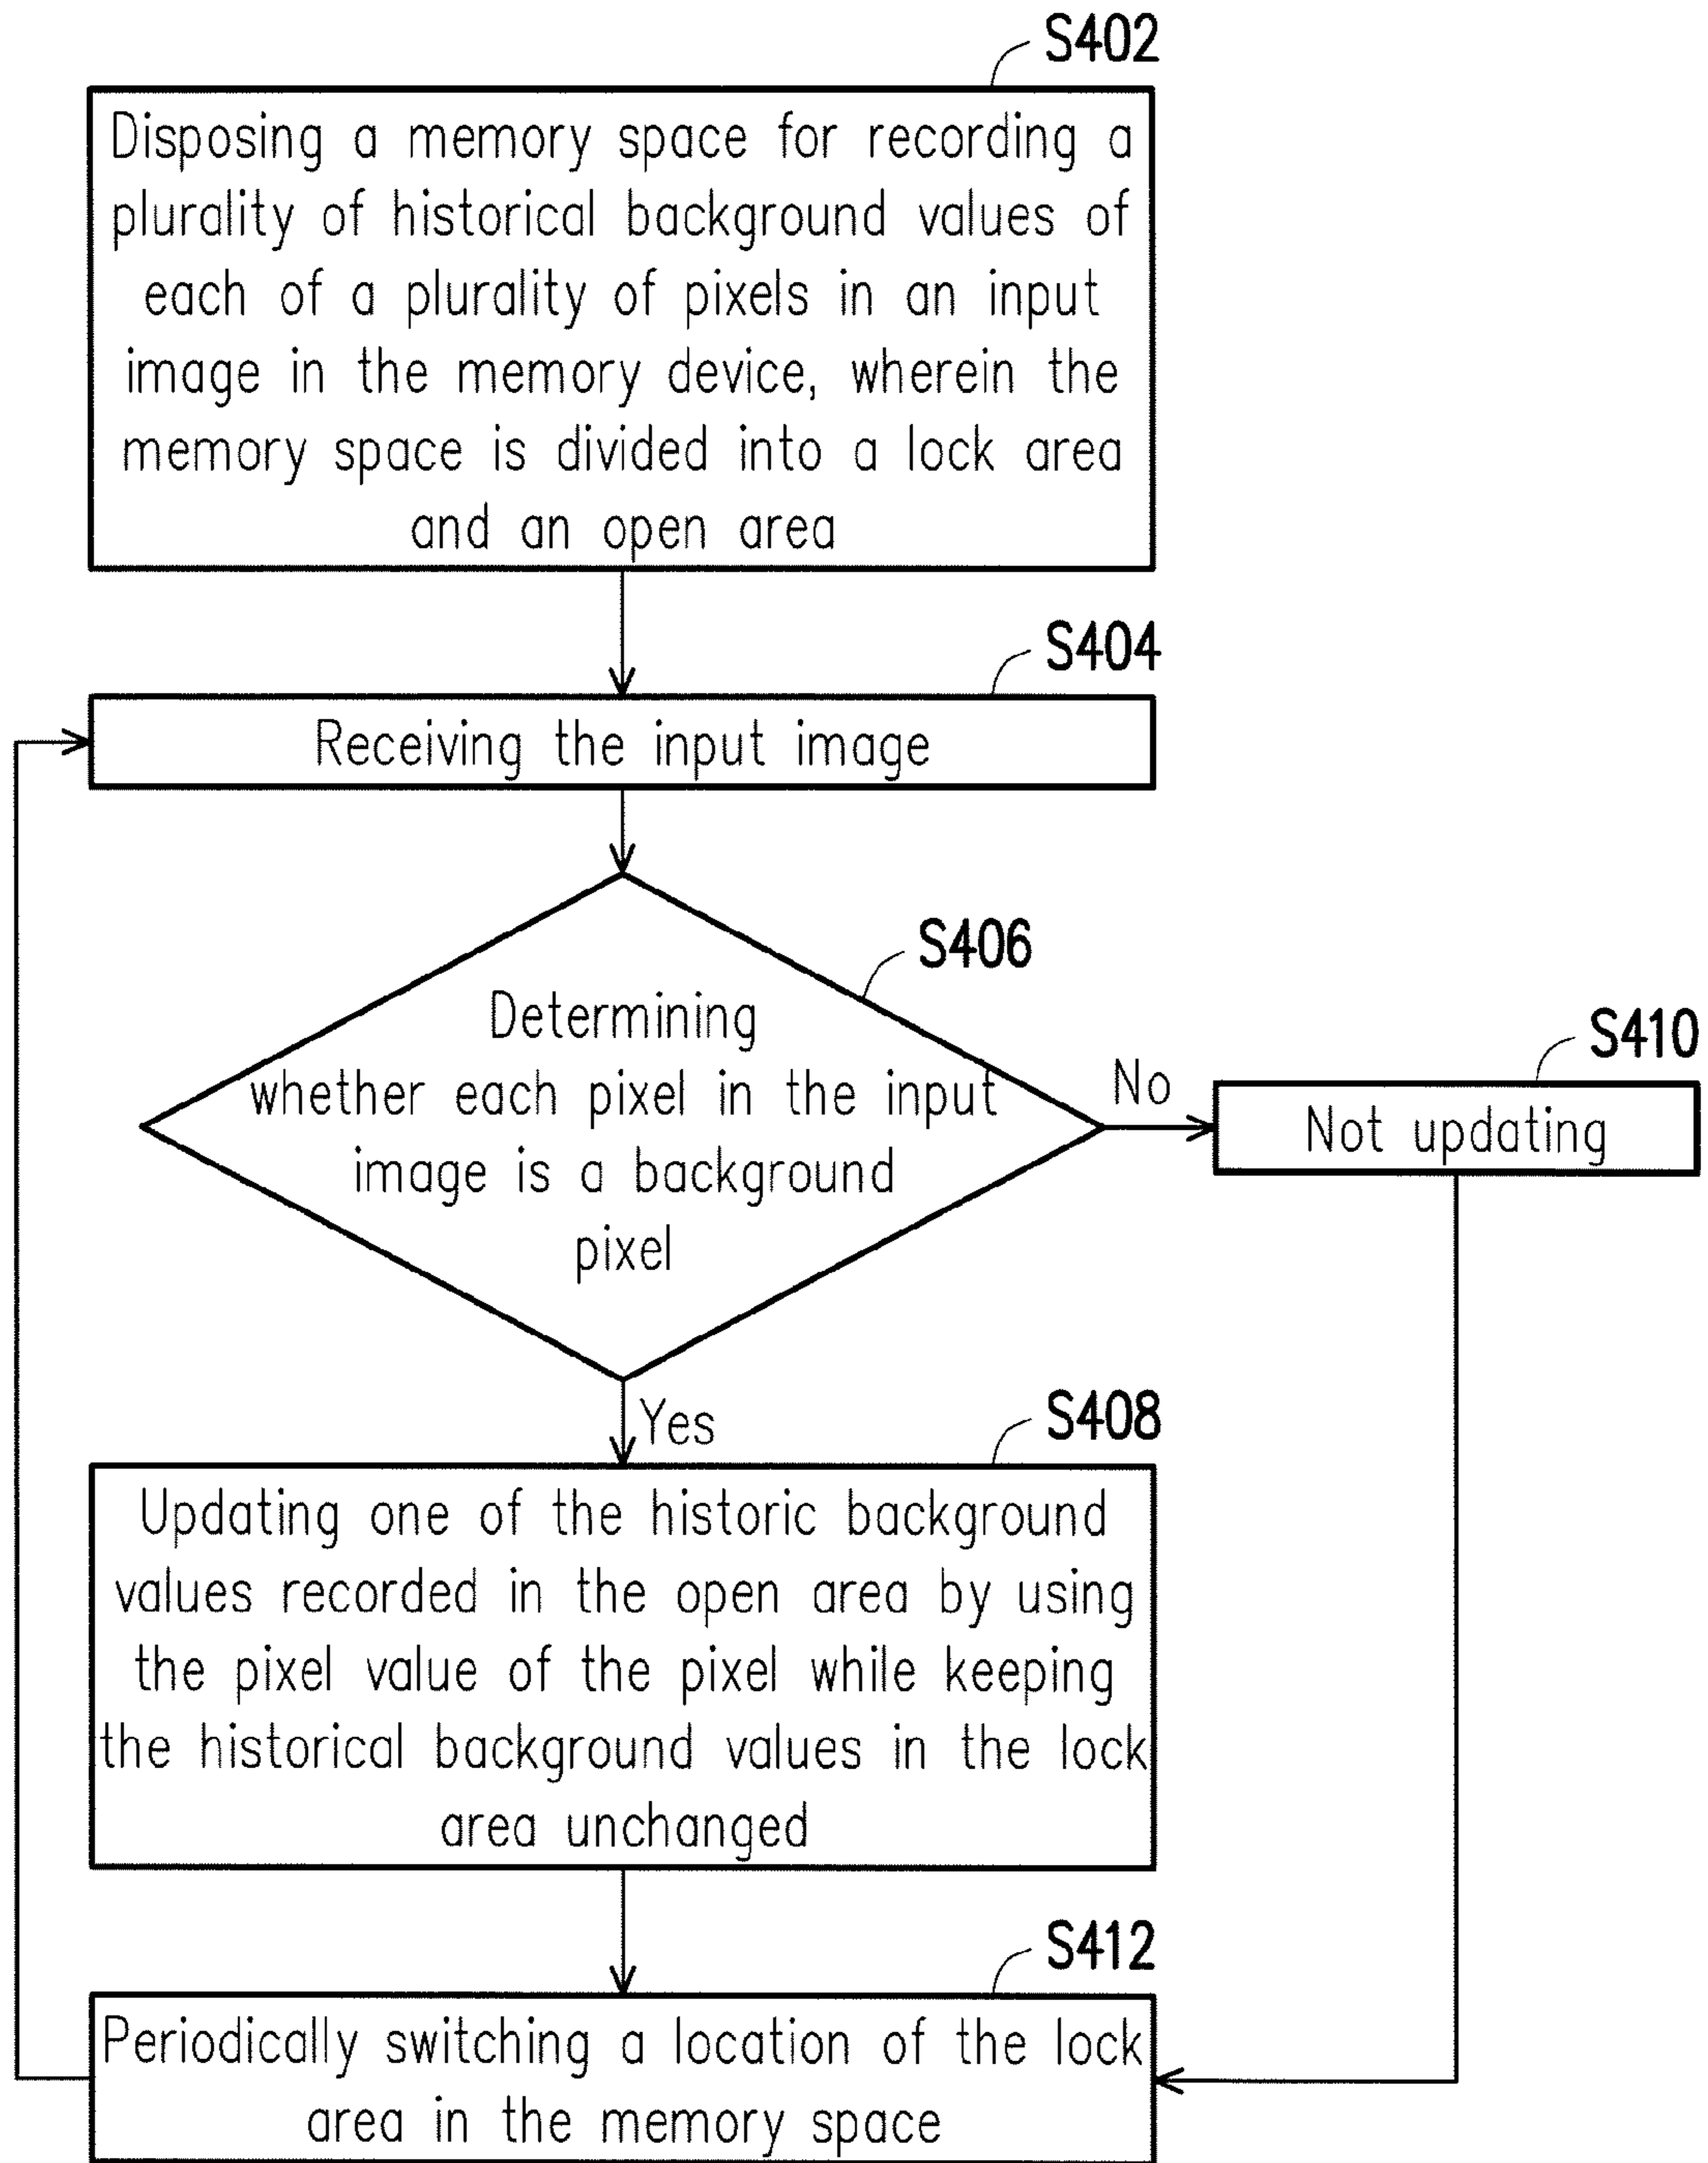 S402
Disposing a memory space for recording a
plurality of historical background values of
each of a plurality of pixels in an input
image in the memory device, wherein the
memory space is divided into a lock area
and an open area
S404
Receiving the input image
S406
Determining
whether each pixel in the input
image is a background
pixel
No
S410
Not updating
Yes
S408
Updating one of the historic background
values recorded in the open area by using
the pixel value of the pixel while keeping
the historical background values in the lock
area unchanged
S412
Periodically switching a location of the lock
area in the memory space